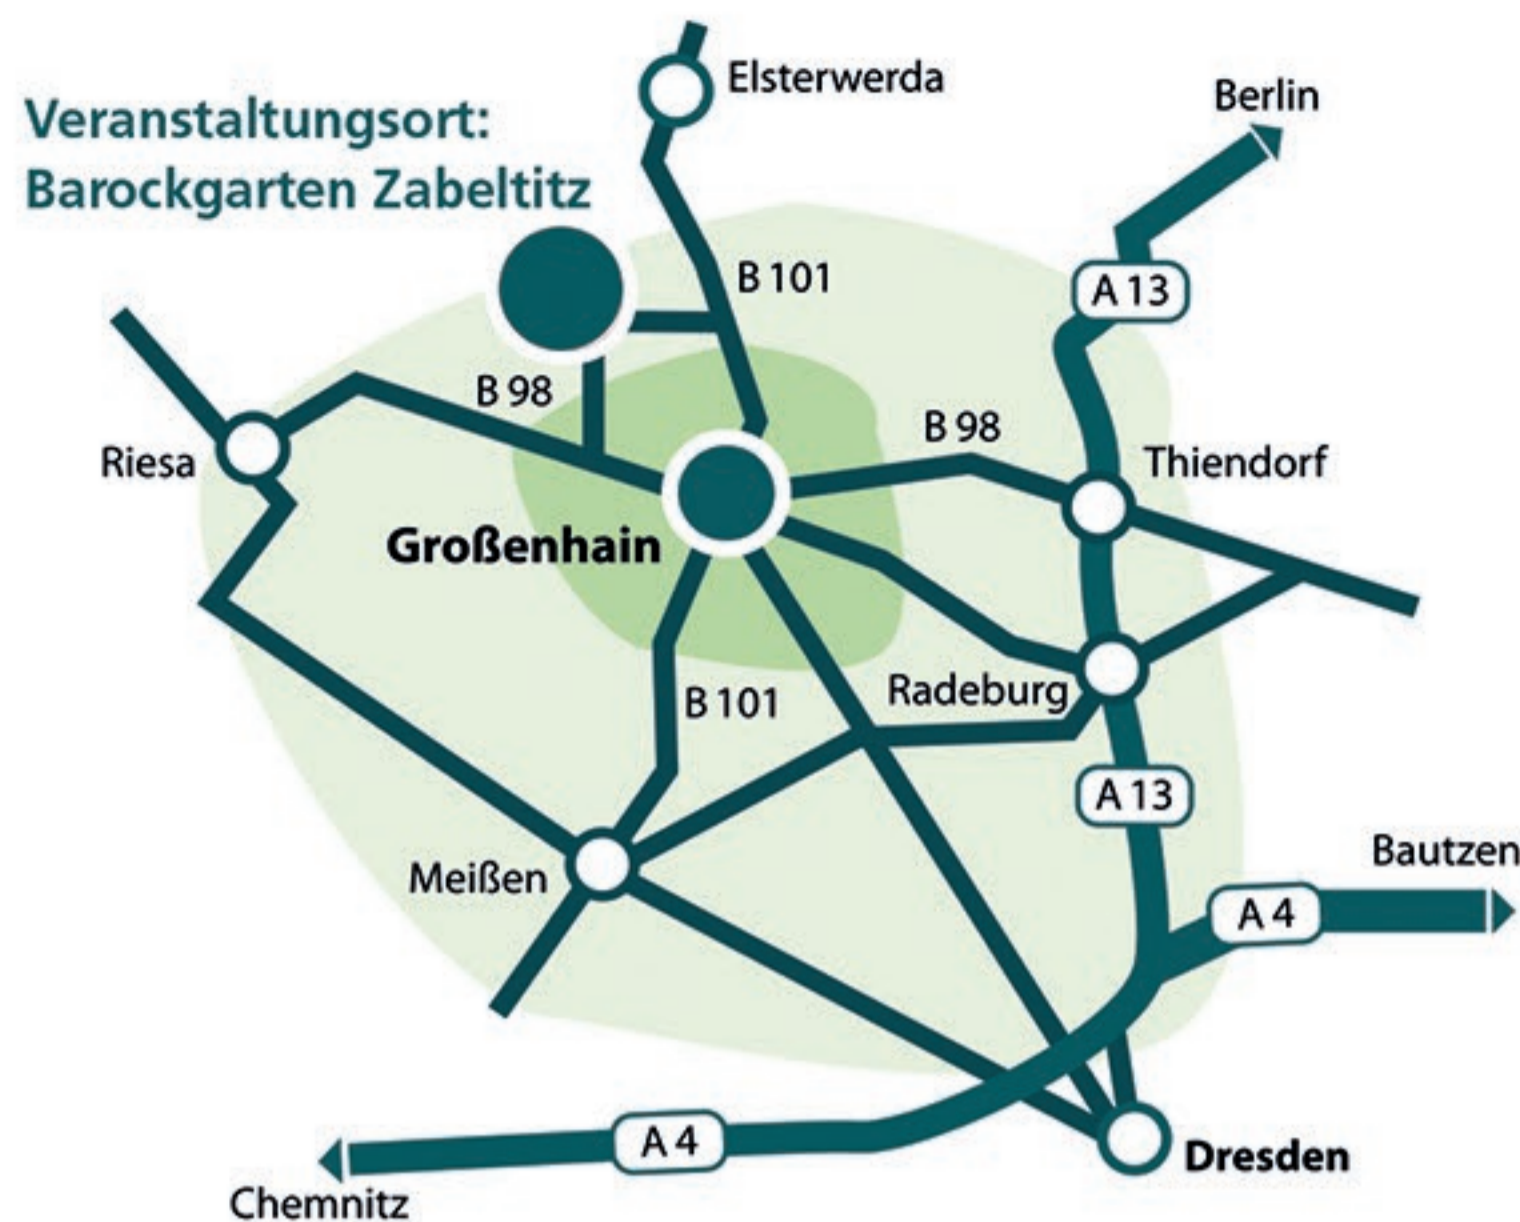 Elsterwerda
Berlin
Veranstaltungsort:
Barockgarten Zabeltitz
B 101
A 13
B 98
B 98
Riesa
Thiendorf
Großenhain
Radeburg
B 101
A 13
Bautzen
Meißen
A 4
A 4
Dresden
Chemnitz